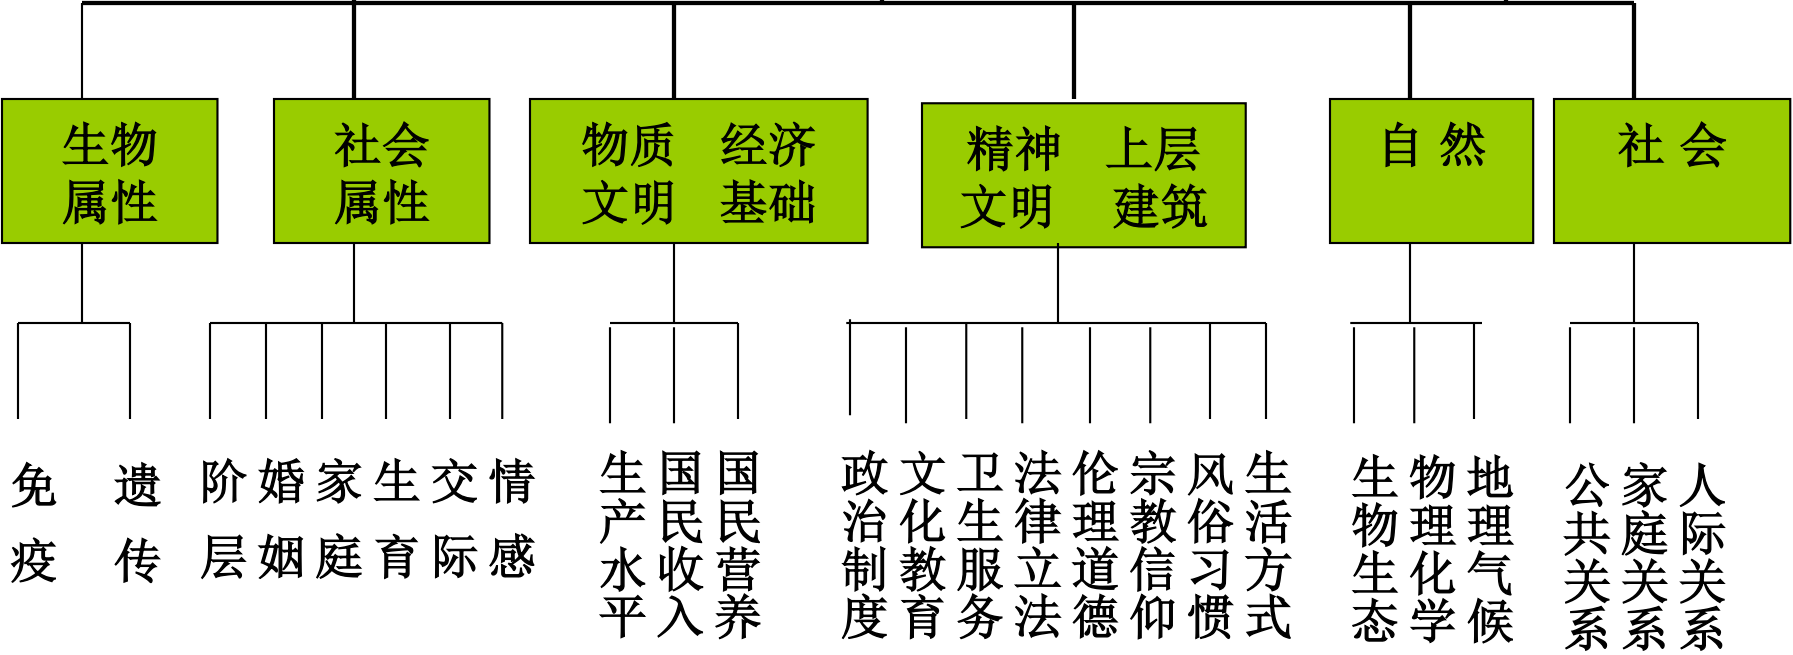 生物
属性
社会
属性
物质 经济
文明 基础
精神 上层
文明 建筑
自 然
社 会
免疫
遗传
阶层
婚姻
家庭
生育
交际
情感
生产水平
国民收入
国民营养
政治制度
文化教育
卫生服务
法律立法
伦理道德
宗教信仰
风俗习惯
生活方式
生物生态
物理化学
地理气候
公共关系
家庭关系
人际关系